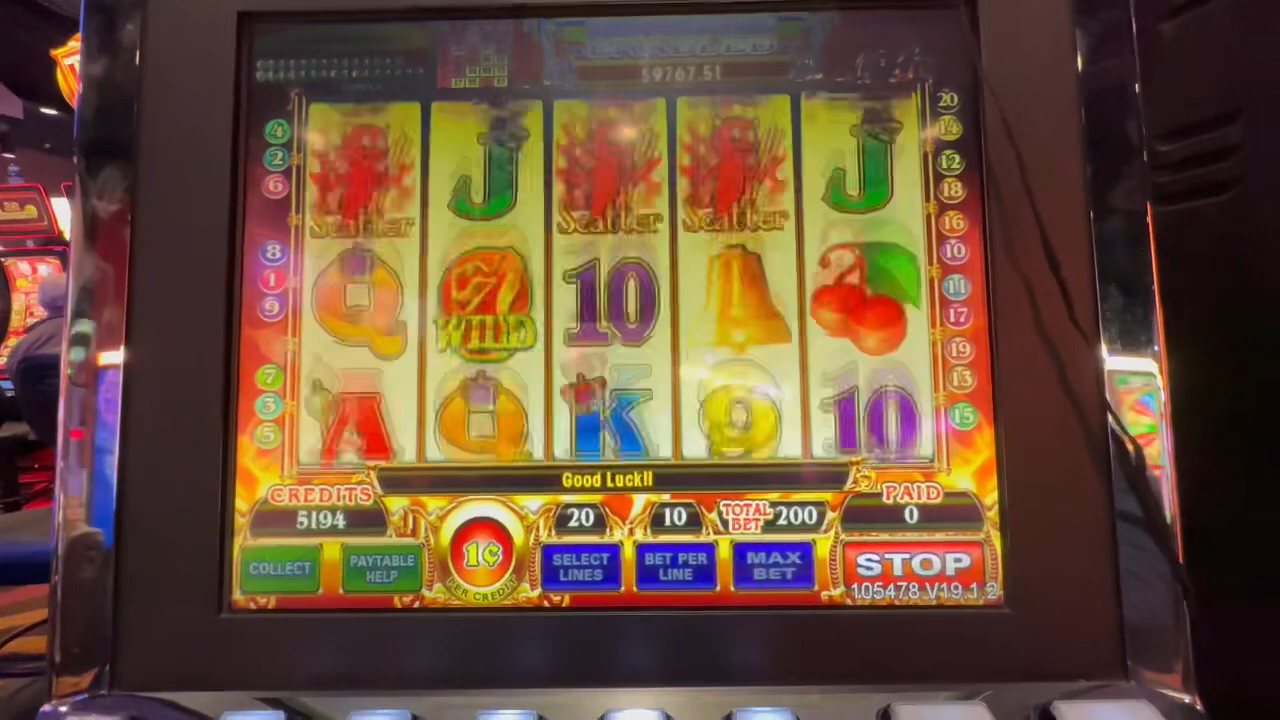 59767.51
20
4
14
2
12
6
18
Scatter
J
Scatter
Scatter
J
16
8
10
1
11
9
17
Q
7
WILD
10
19
7
13
3
15
5
A
Q
K
10
Good Luck!!
CREDITS
5194
20
10
TOTAL BET
200
PAID
0
COLLECT
PAYTABLE HELP
1¢
PER CREDIT
SELECT LINES
BET PER LINE
MAX BET
STOP
105478 V19.1.2